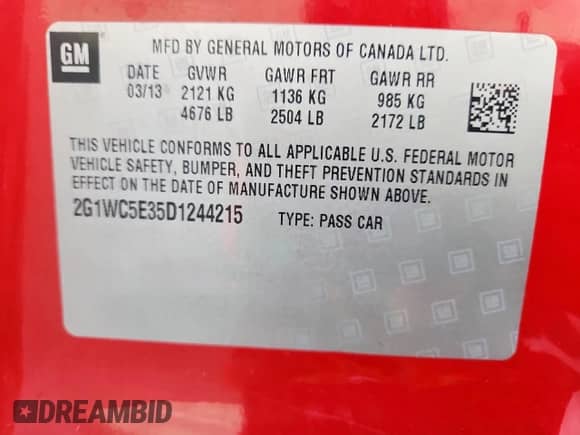 GM
MFD BY GENERAL MOTORS OF CANADA LTD.
DATE GVWR GAWR FRT GAWR RR
03/13 2121 KG 1136 KG 985 KG
4676 LB 2504 LB 2172 LB
THIS VEHICLE CONFORMS TO ALL APPLICABLE U.S. FEDERAL MOTOR
VEHICLE SAFETY, BUMPER, AND THEFT PREVENTION STANDARDS IN
EFFECT ON THE DATE OF MANUFACTURE SHOWN ABOVE.
2G1WC5E35D1244215 TYPE: PASS CAR
DREAMBID